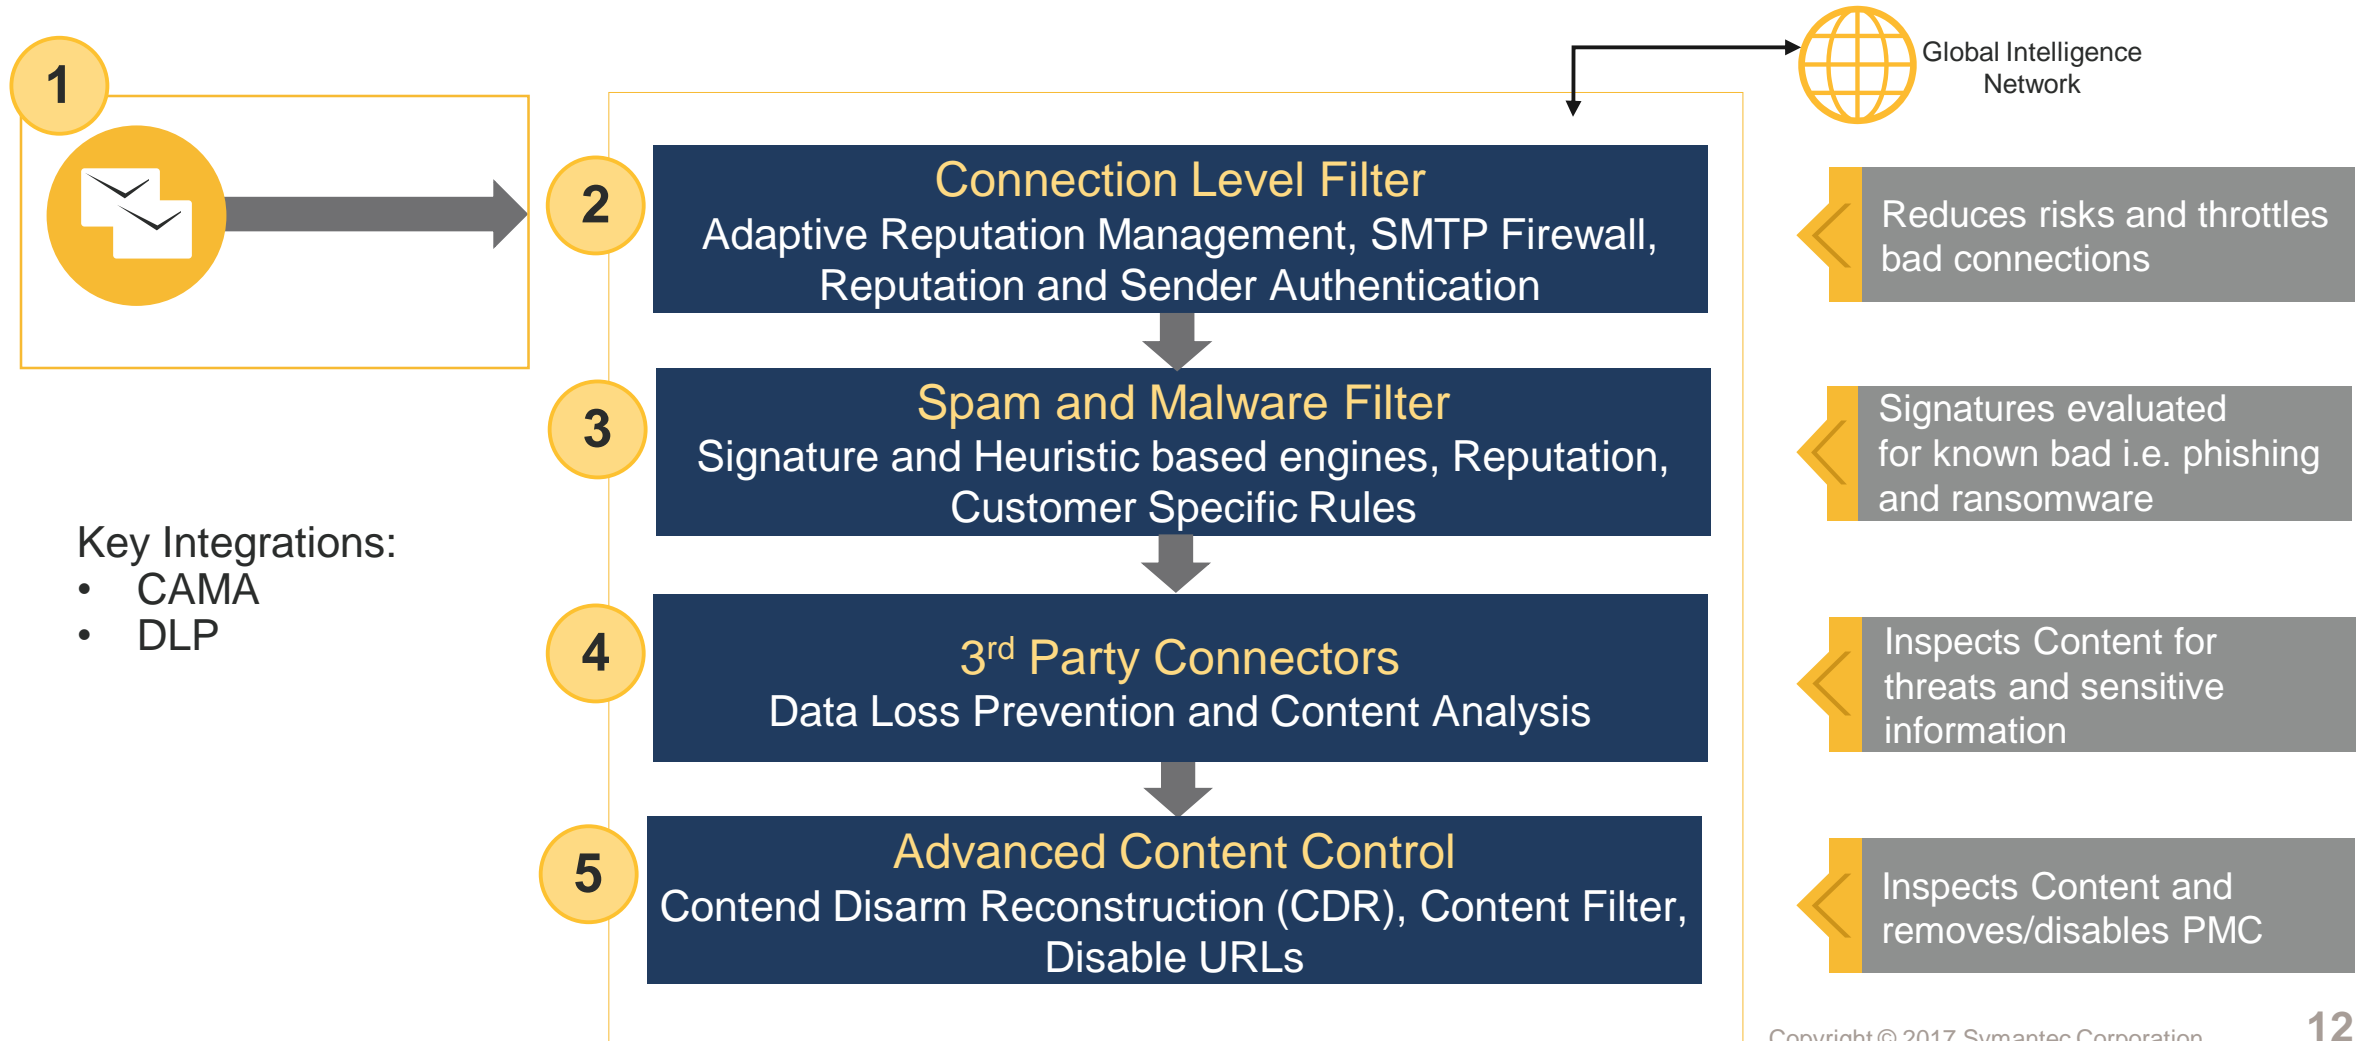 1
Global Intelligence
Network
2
Connection Level Filter
Adaptive Reputation Management, SMTP Firewall,
Reputation and Sender Authentication
Reduces risks and throttles
bad connections
3
Spam and Malware Filter
Signature and Heuristic based engines, Reputation,
Customer Specific Rules
Signatures evaluated
for known bad i.e. phishing
and ransomware
Key Integrations:
• CAMA
• DLP
4
3rd Party Connectors
Data Loss Prevention and Content Analysis
Inspects Content for
threats and sensitive
information
5
Advanced Content Control
Contend Disarm Reconstruction (CDR), Content Filter,
Disable URLs
Inspects Content and
removes/disables PMC
Copyright © 2017 Symantec Corporation
12